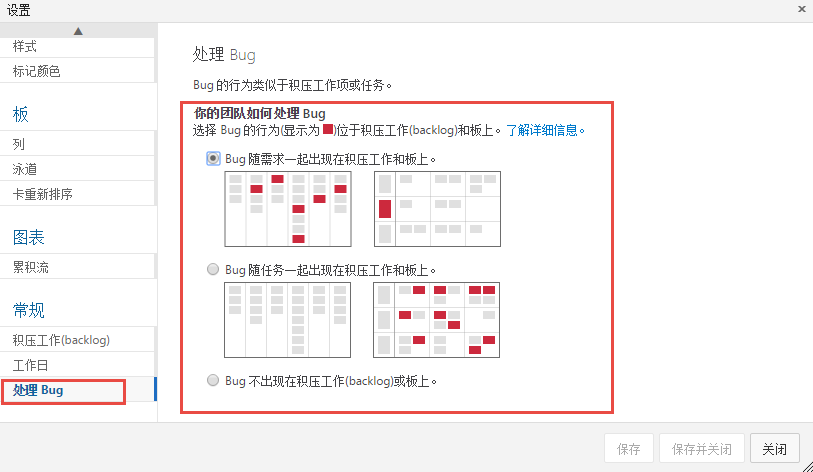 设置
样式
标记颜色
板
列
泳道
卡重新排序
图表
累积流
常规
积压工作(backlog)
工作日
处理 Bug
处理 Bug
Bug 的行为类似于积压工作项或任务。
你的团队如何处理 Bug
选择 Bug 的行为(显示为 )位于积压工作(backlog)和板上。了解详细信息。
Bug 随需求一起出现在积压工作和板上。
Bug 随任务一起出现在积压工作和板上。
Bug 不出现在积压工作(backlog)或板上。
保存
保存并关闭
关闭